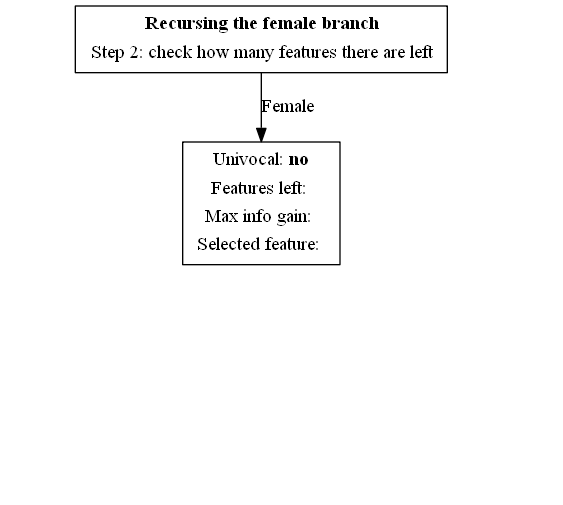 Recursing the female branch
Step 2: check how many features there are left
Female
Univocal: no
Features left:
Max info gain:
Selected feature: